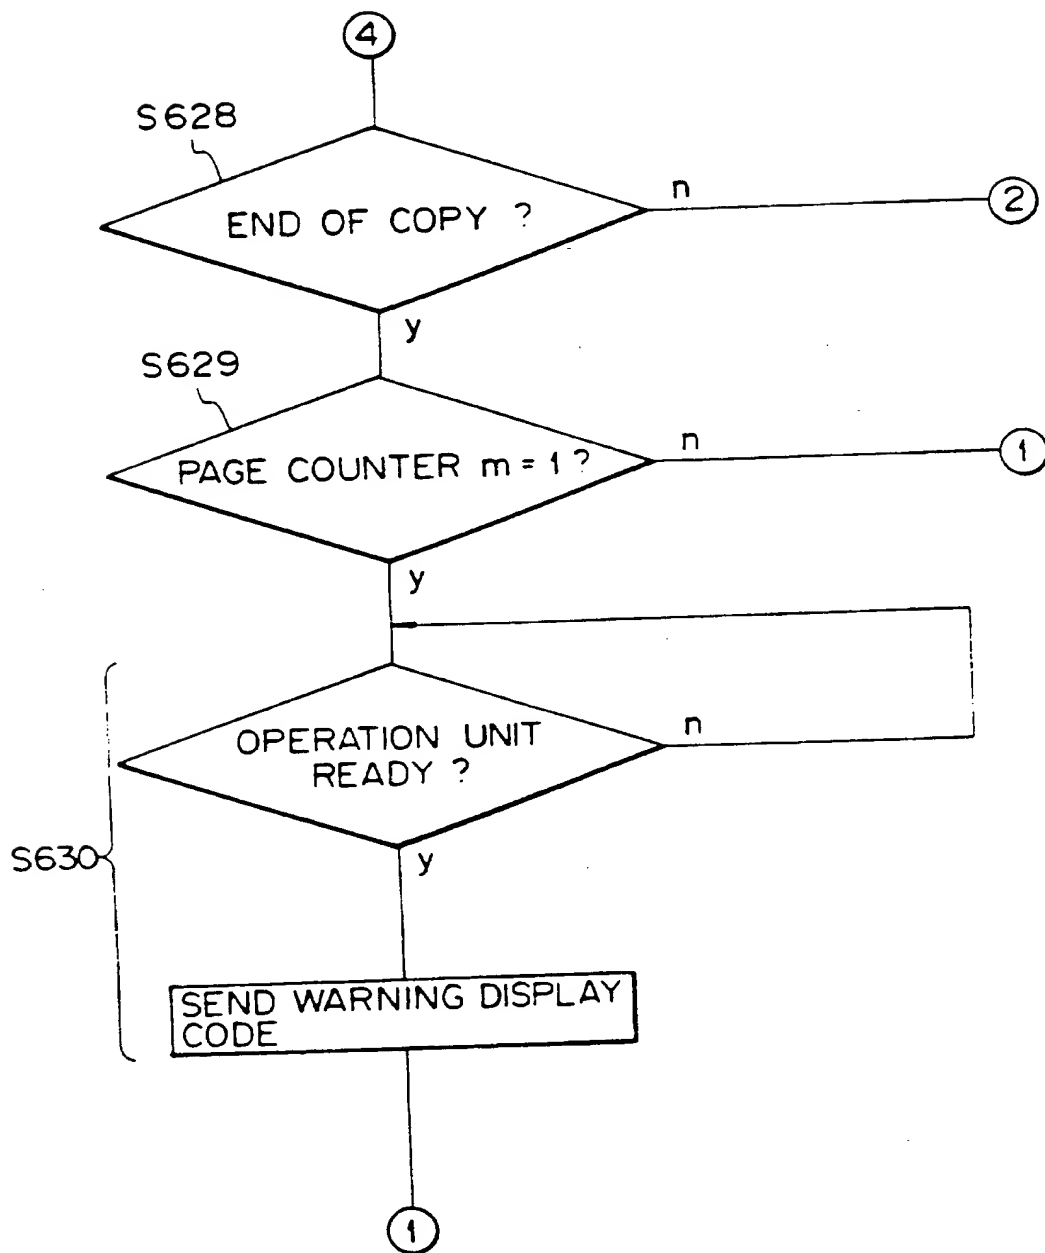 4
S628
END OF COPY ?
n
2
y
S629
PAGE COUNTER m = 1 ?
n
1
y
OPERATION UNIT
READY ?
n
S630
y
SEND WARNING DISPLAY
CODE
1